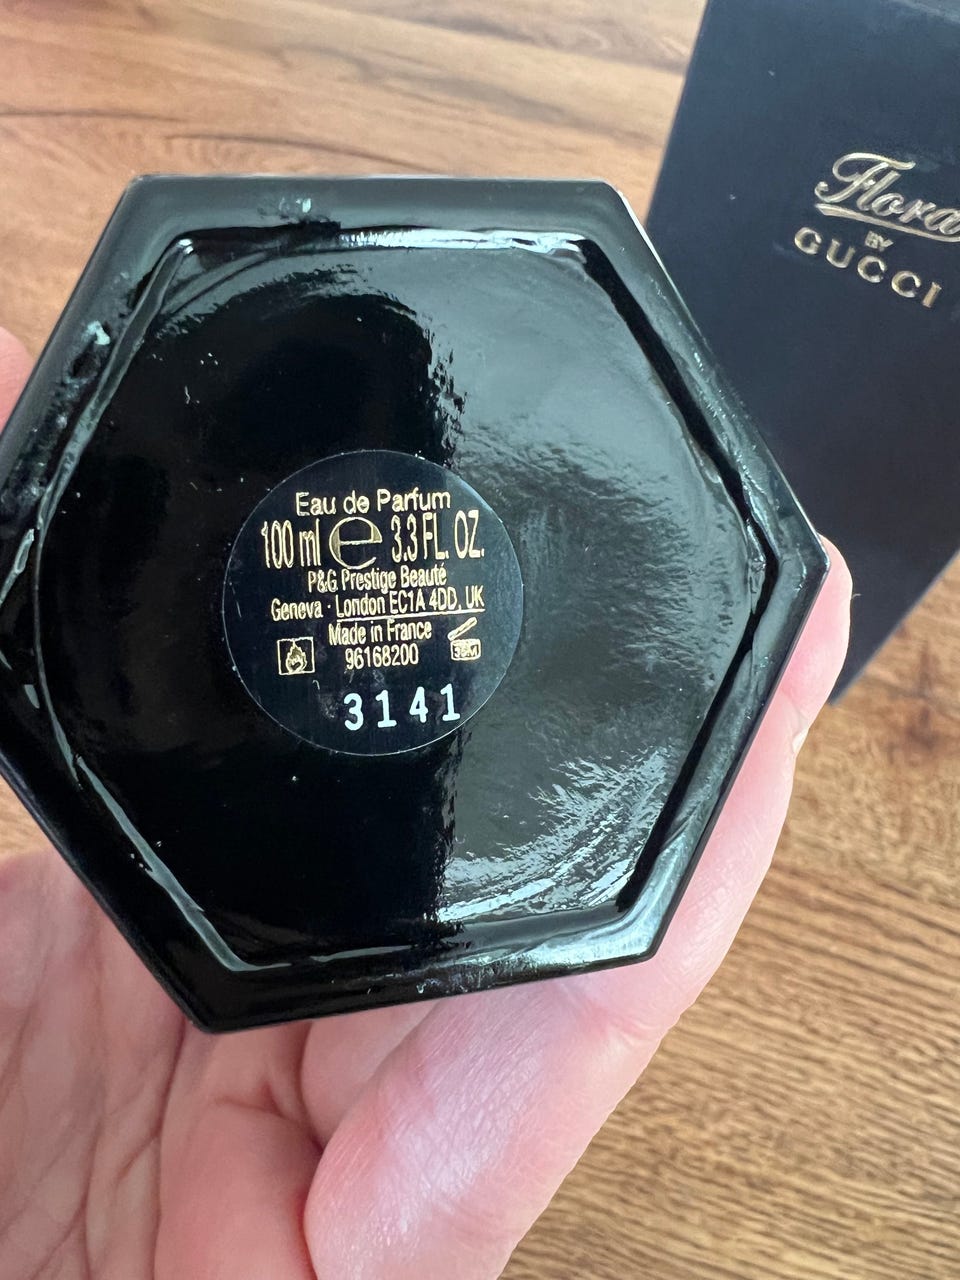 Flora
BY
GUCCI
Eau de Parfum
100 ml e 3.3 FL. OZ.
P&G Prestige Beauté
Geneva · London EC1A 4DD, UK
Made in France
96168200
36M
3141